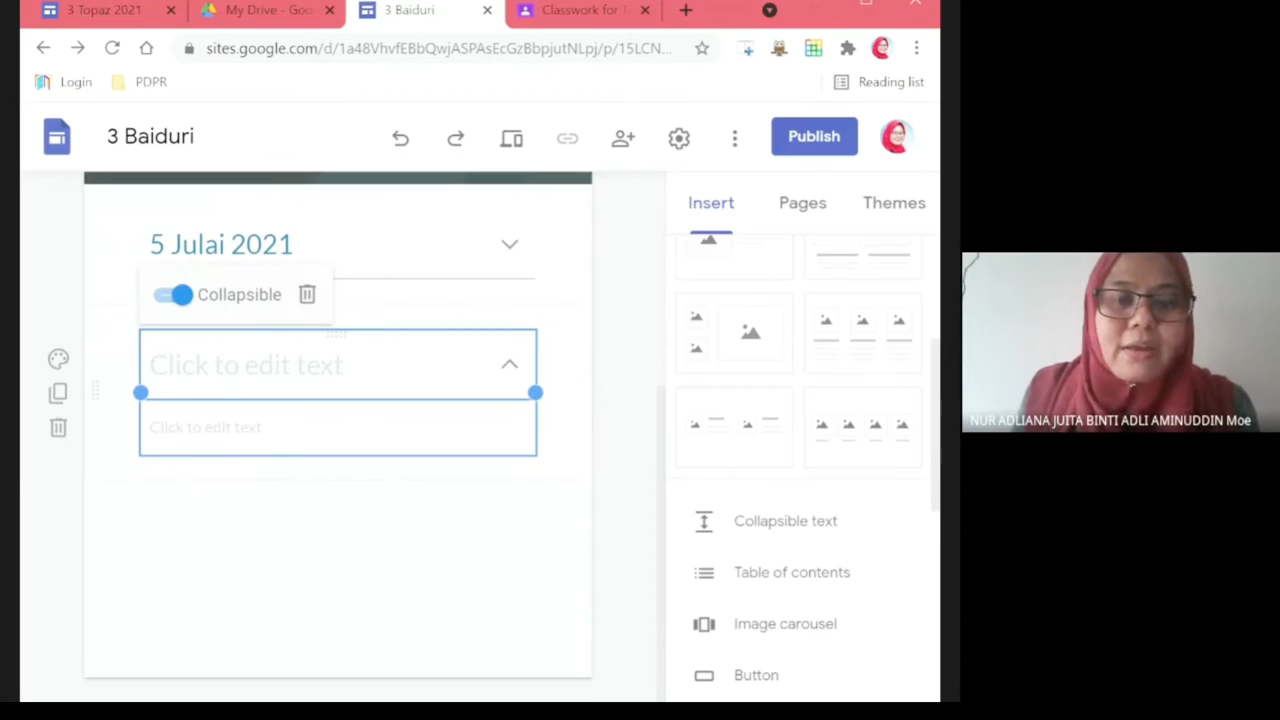 3 Topaz 2021
My Drive - Goo
3 Baiduri
Classwork for T
sites.google.com/d/1a48VhvfEBbQwjASPAsEcGzBbpjutNLpj/p/15LCN...
Login
PDPR
Reading list
3 Baiduri
Publish
Insert
Pages
Themes
5 Julai 2021
Collapsible
Click to edit text
Click to edit text
Collapsible text
Table of contents
Image carousel
Button
NUR ADLIANA JUITA BINTI ADLI AMINUDDIN Moe